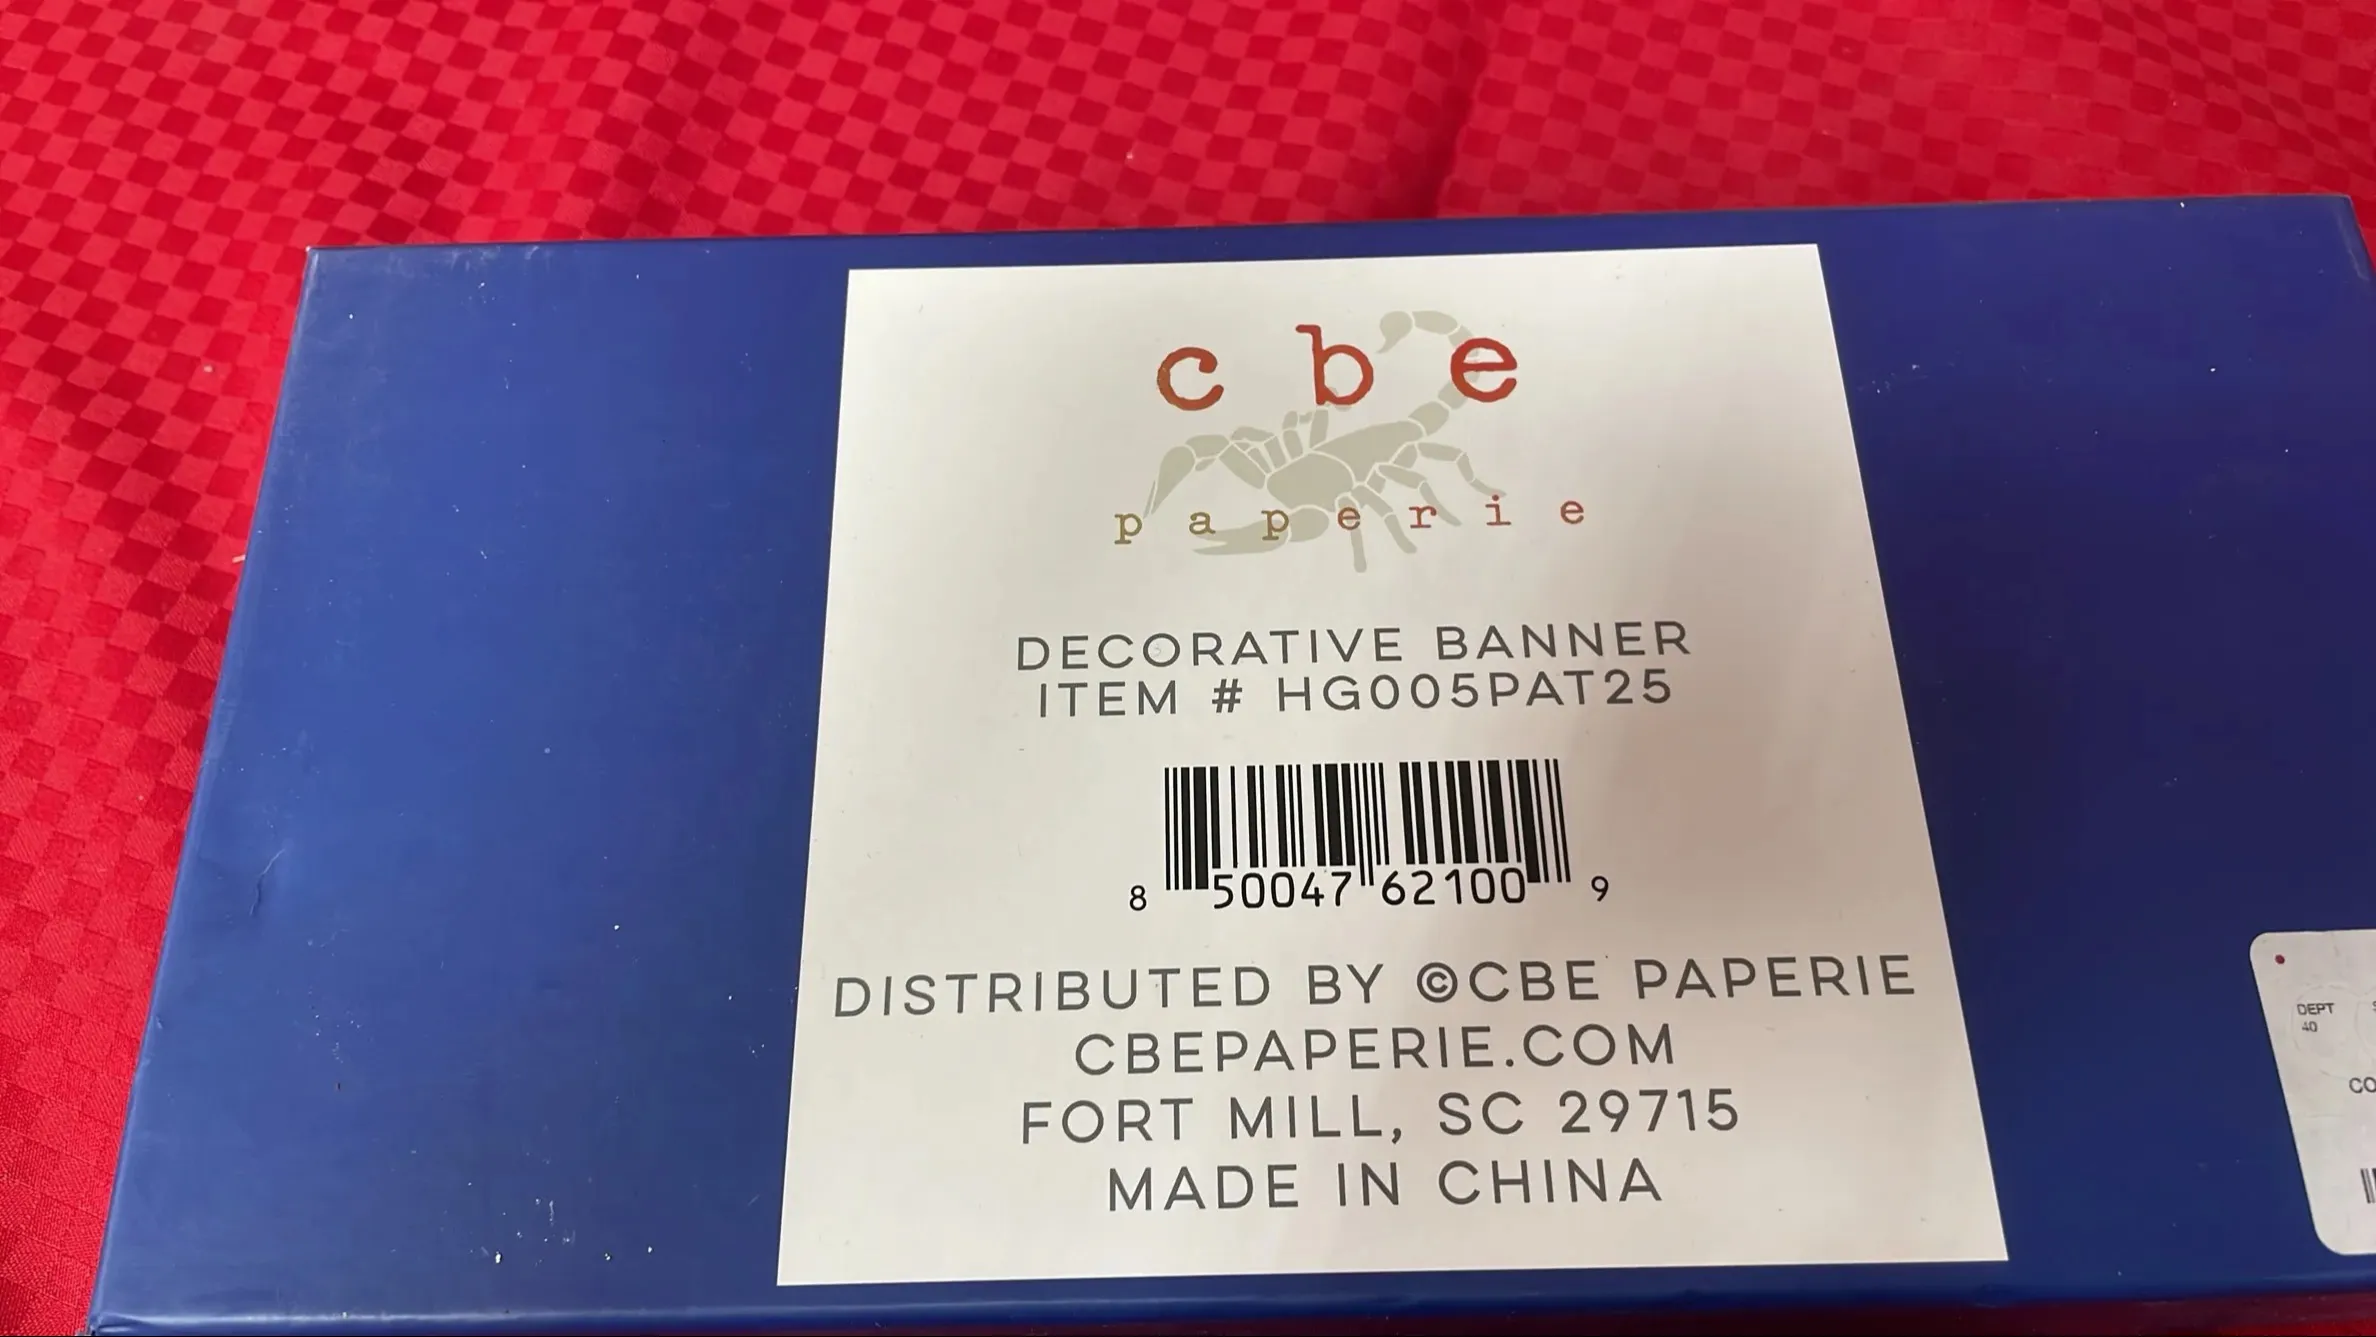 c b e
p a p e r i e
DECORATIVE BANNER
ITEM # HG005PAT25
8 50047 62100 9
DISTRIBUTED BY ©CBE PAPERIE
CBEPAPERIE.COM
FORT MILL, SC 29715
MADE IN CHINA
DEPT
40